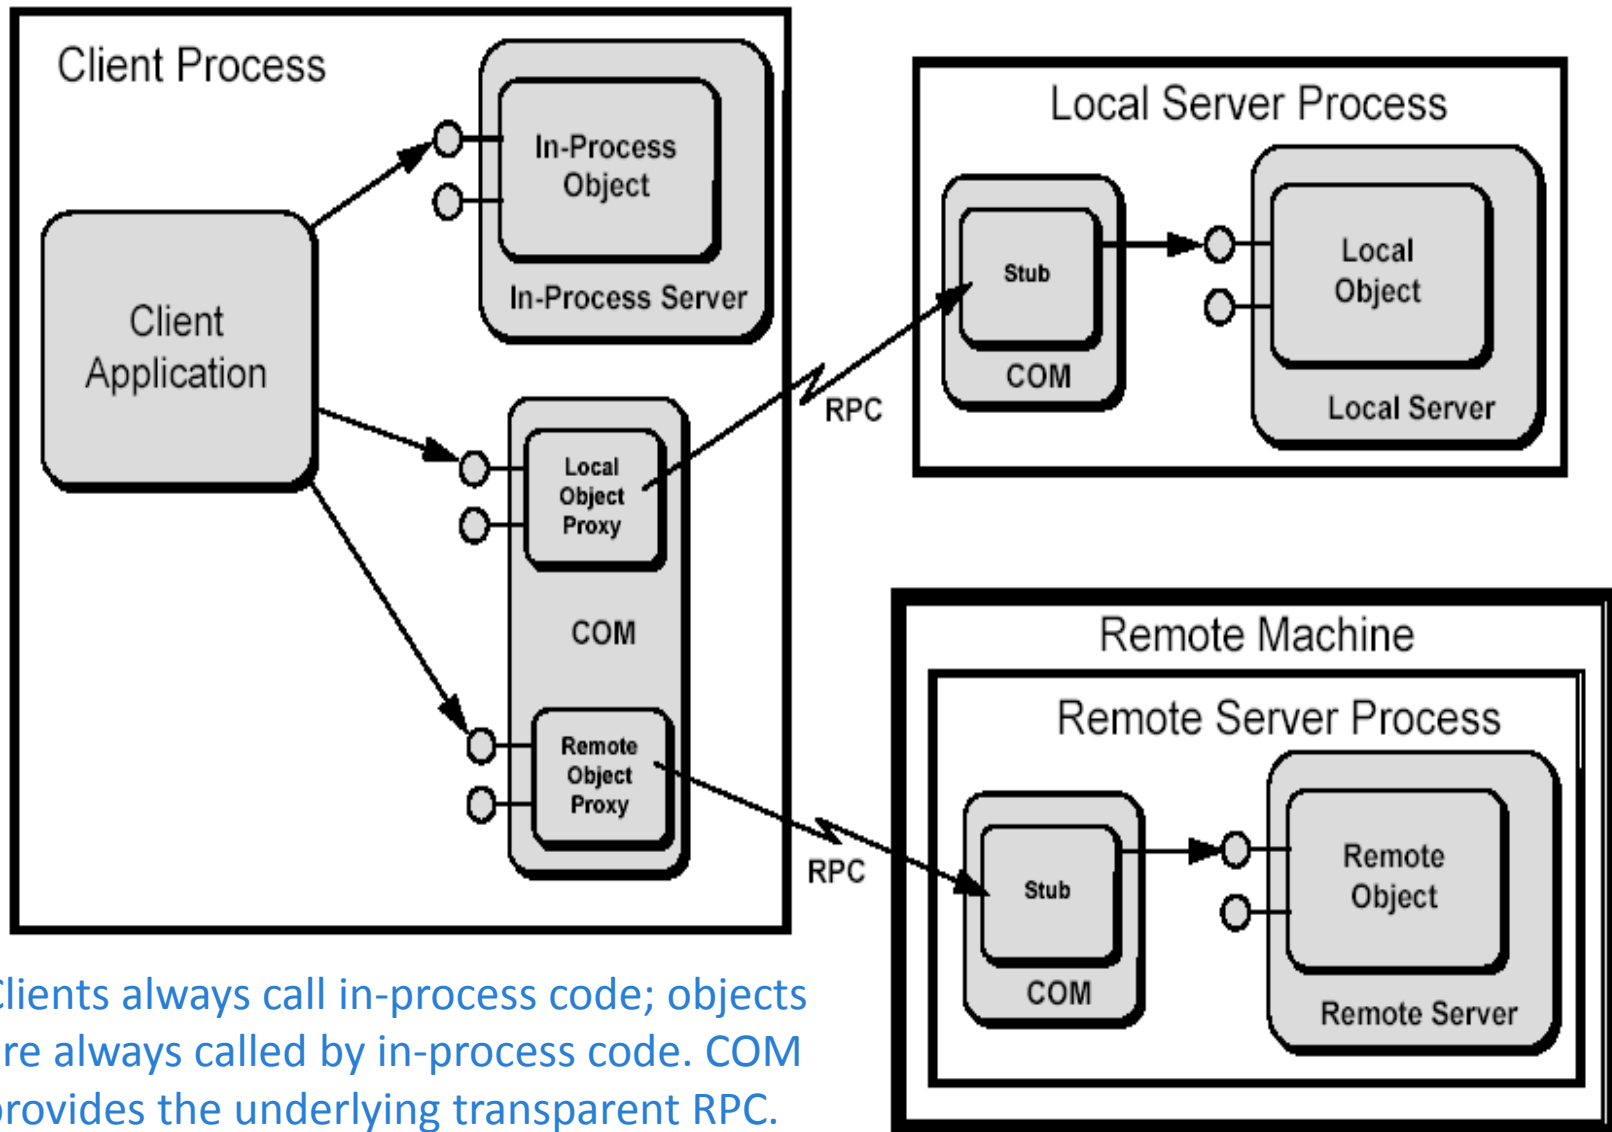 Client Process
In-Process
Object
In-Process Server
Client
Application
Local
Object
Proxy
COM
Remote
Object
Proxy
RPC
RPC
Local Server Process
Stub
COM
Local
Object
Local Server
Remote Machine
Remote Server Process
Stub
COM
Remote
Object
Remote Server
lients always call in-process code; objects
re always called by in-process code. COM
rovides the underlying transparent RPC.